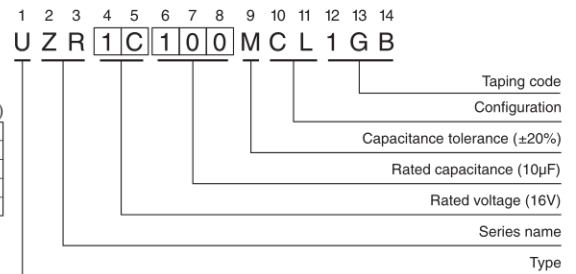 1 2 3 4 5 6 7 8 9 10 11 12 13 14
U Z R 1 C 1 0 0 M C L 1 G B
Taping code
)
Configuration
Capacitance tolerance (±20%)
Rated capacitance (10µF)
Rated voltage (16V)
Series name
Type